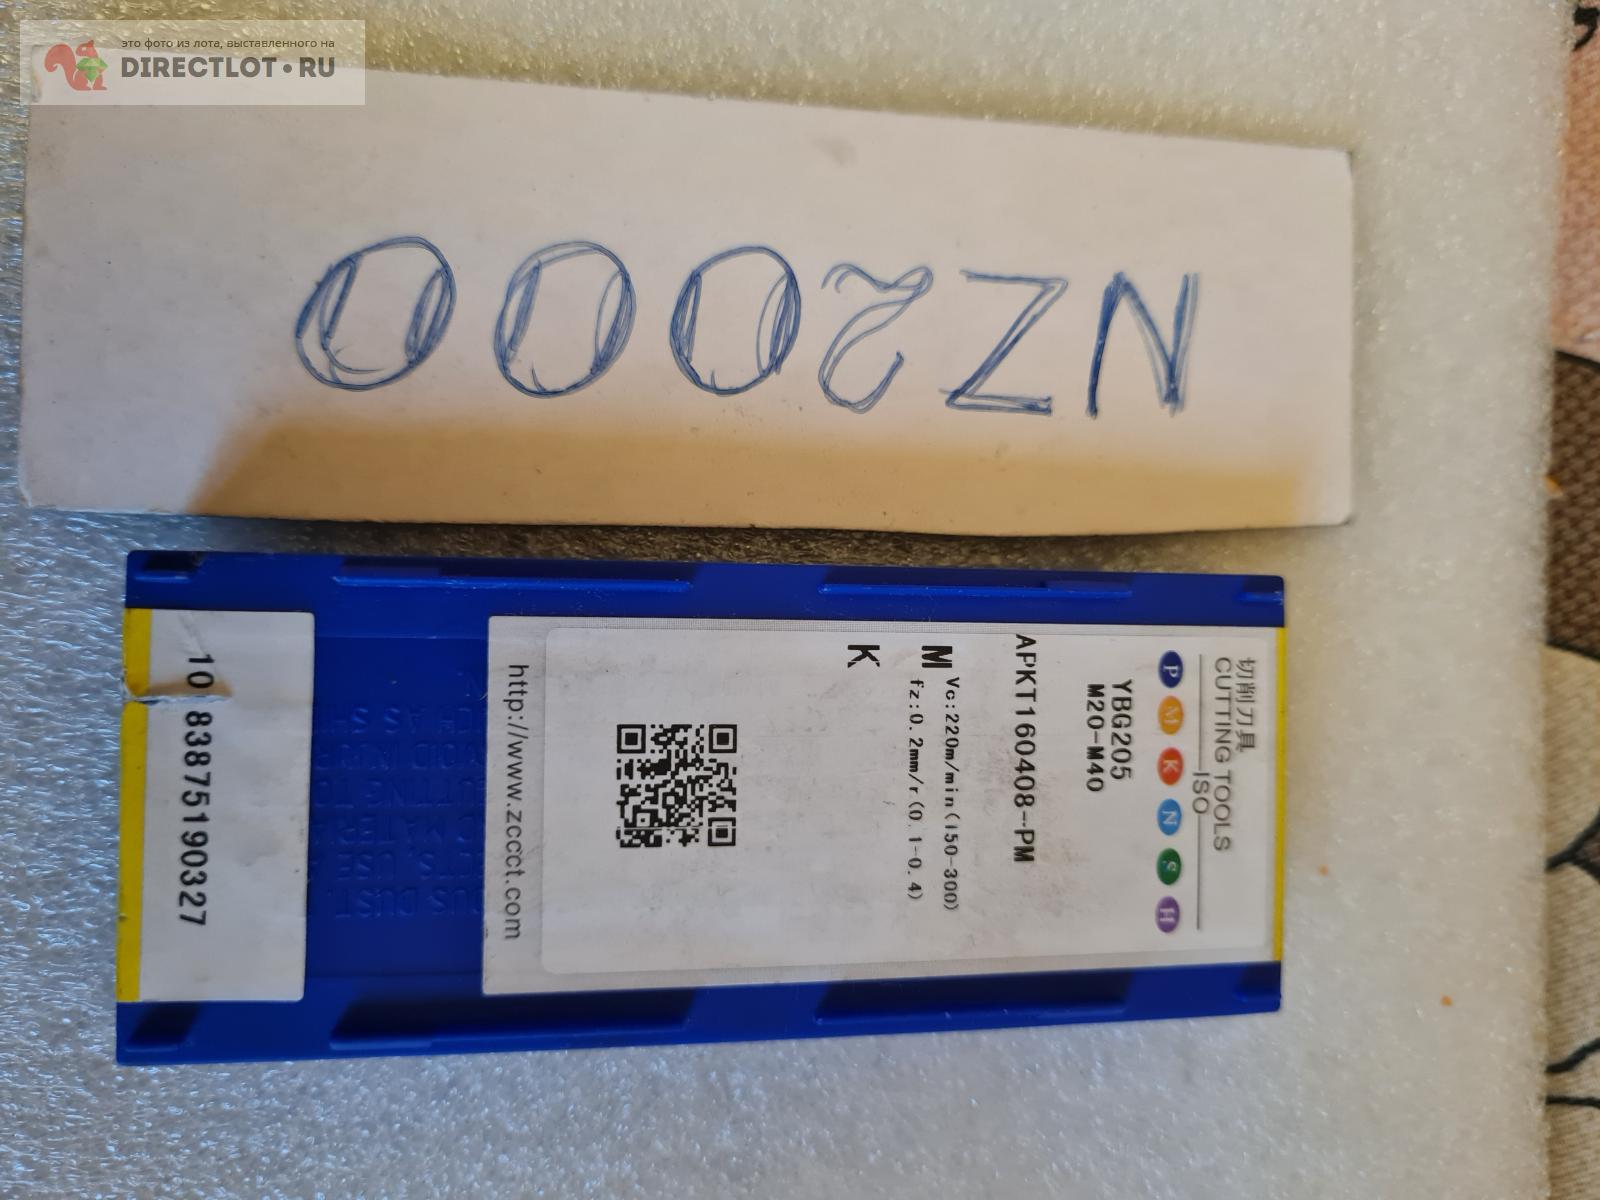 это фото из лота, выставленного на
DIRECTLOT•RU
NZ2000
切削刀具
CUTTING TOOLS
ISO
P M K N S H
YBG205
M20-M40
APKT160408-PM
M Vc:220m/min(150-300)
fz:0.2mm/r(0.1-0.4)
K
http://www.zccct.com
83875190327